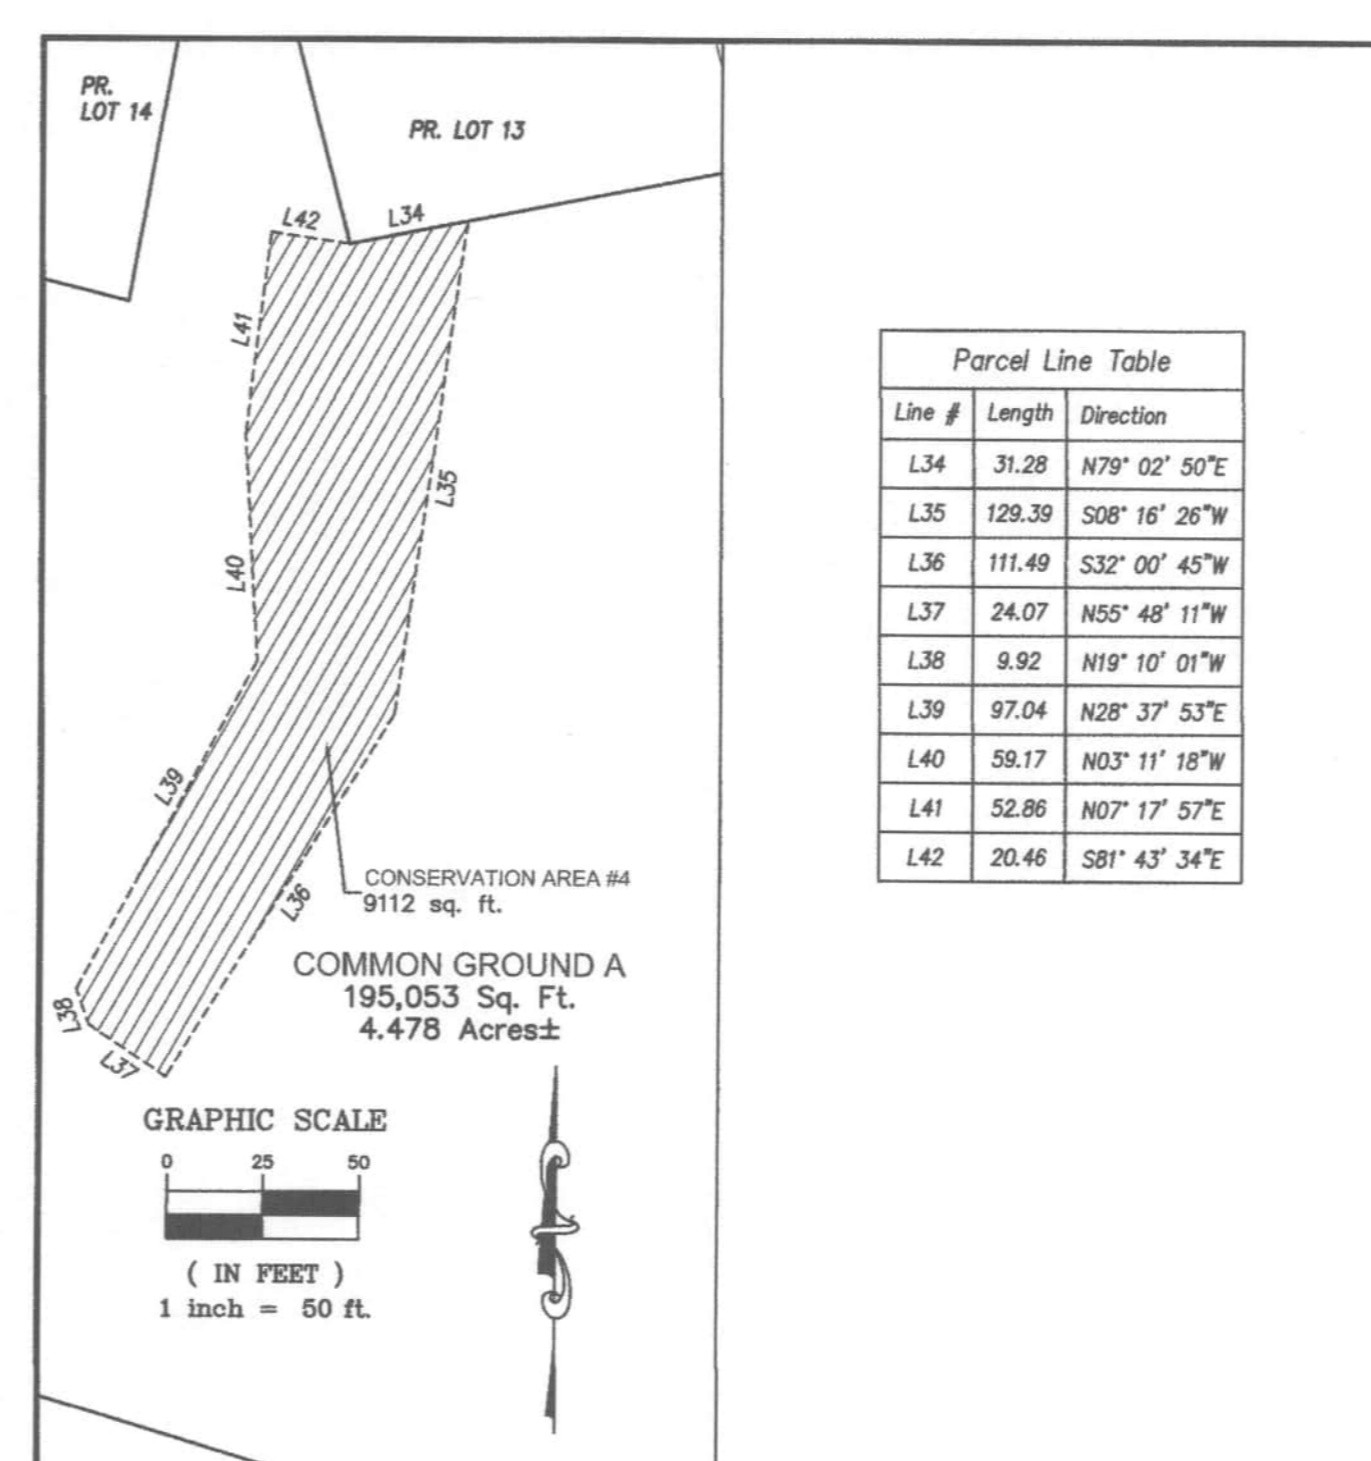 PR.
LOT 14
PR. LOT 13
L42
L34
L41
L35
L40
L39
L36
L38
L37
CONSERVATION AREA #4
9112 sq. ft.
COMMON GROUND A
195,053 Sq. Ft.
4.478 Acres±
GRAPHIC SCALE
0 25 50
( IN FEET )
1 inch = 50 ft.
Parcel Line Table
Line # Length Direction
L34 31.28 N79° 02' 50"E
L35 129.39 S08° 16' 26"W
L36 111.49 S32° 00' 45"W
L37 24.07 N55° 48' 11"W
L38 9.92 N19° 10' 01"W
L39 97.04 N28° 37' 53"E
L40 59.17 N03° 11' 18"W
L41 52.86 N07° 17' 57"E
L42 20.46 S81° 43' 34"E